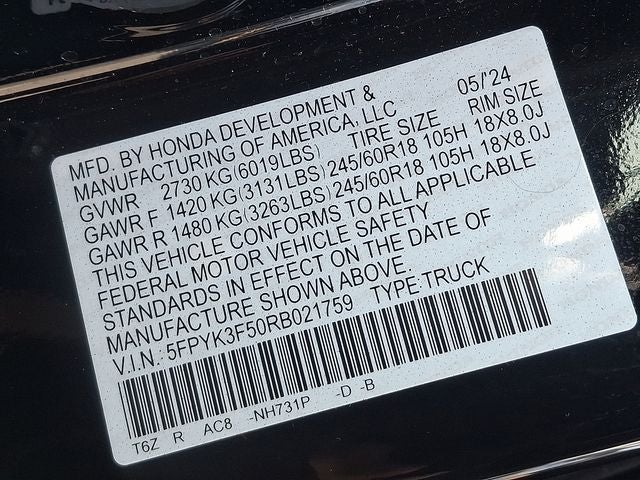 MFD. BY HONDA DEVELOPMENT & 05/'24
MANUFACTURING OF AMERICA, LLC RIM SIZE
GVWR 2730 KG(6019LBS) TIRE SIZE
GAWR F 1420 KG(3131LBS) 245/60R18 105H 18X8.0J
GAWR R 1480 KG(3263LBS) 245/60R18 105H 18X8.0J
THIS VEHICLE CONFORMS TO ALL APPLICABLE
FEDERAL MOTOR VEHICLE SAFETY
STANDARDS IN EFFECT ON THE DATE OF
MANUFACTURE SHOWN ABOVE.
V.I.N.: 5FPYK3F50RB021759 TYPE:TRUCK
T6Z R AC8 -NH731P -D -B